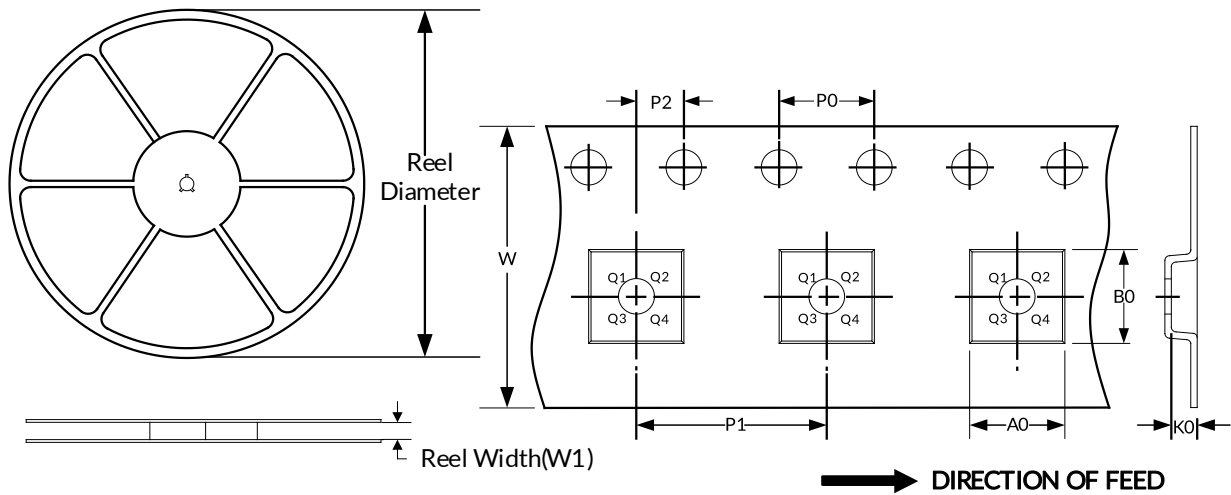 Reel
Diameter
Reel Width(W1)
P2
P0
W
Q1 Q2
Q3 Q4
Q1 Q2
Q3 Q4
Q1 Q2
Q3 Q4
B0
P1
A0
K0
DIRECTION OF FEED